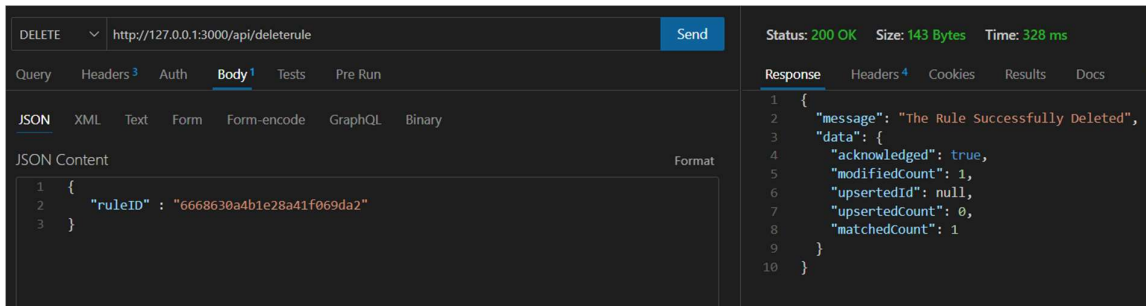 DELETE http://127.0.0.1:3000/api/deleterule Send
Query Headers 3 Auth Body 1 Tests Pre Run
JSON XML Text Form Form-encode GraphQL Binary
JSON Content Format
1 {
2 "ruleID" : "6668630a4b1e28a41f069da2"
3 }
Status: 200 OK Size: 143 Bytes Time: 328 ms
Response Headers 4 Cookies Results Docs
1 {
2 "message": "The Rule Successfully Deleted",
3 "data": {
4 "acknowledged": true,
5 "modifiedCount": 1,
6 "upsertedId": null,
7 "upsertedCount": 0,
8 "matchedCount": 1
9 }
10 }